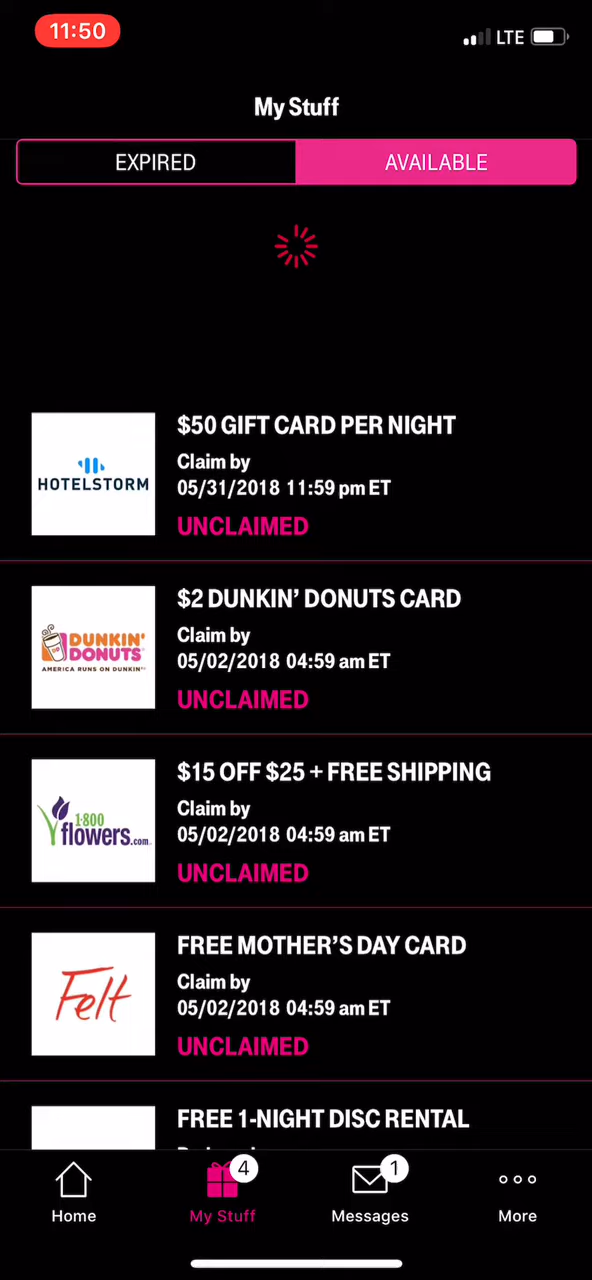 11:50
LTE
My Stuff
EXPIRED
AVAILABLE
HOTELSTORM
$50 GIFT CARD PER NIGHT
Claim by
05/31/2018 11:59 pm ET
UNCLAIMED
DUNKIN'
DONUTS
AMERICA RUNS ON DUNKIN'
$2 DUNKIN’ DONUTS CARD
Claim by
05/02/2018 04:59 am ET
UNCLAIMED
1·800
flowers.com
$15 OFF $25 + FREE SHIPPING
Claim by
05/02/2018 04:59 am ET
UNCLAIMED
Felt
FREE MOTHER’S DAY CARD
Claim by
05/02/2018 04:59 am ET
UNCLAIMED
FREE 1-NIGHT DISC RENTAL
4
1
Home
My Stuff
Messages
More